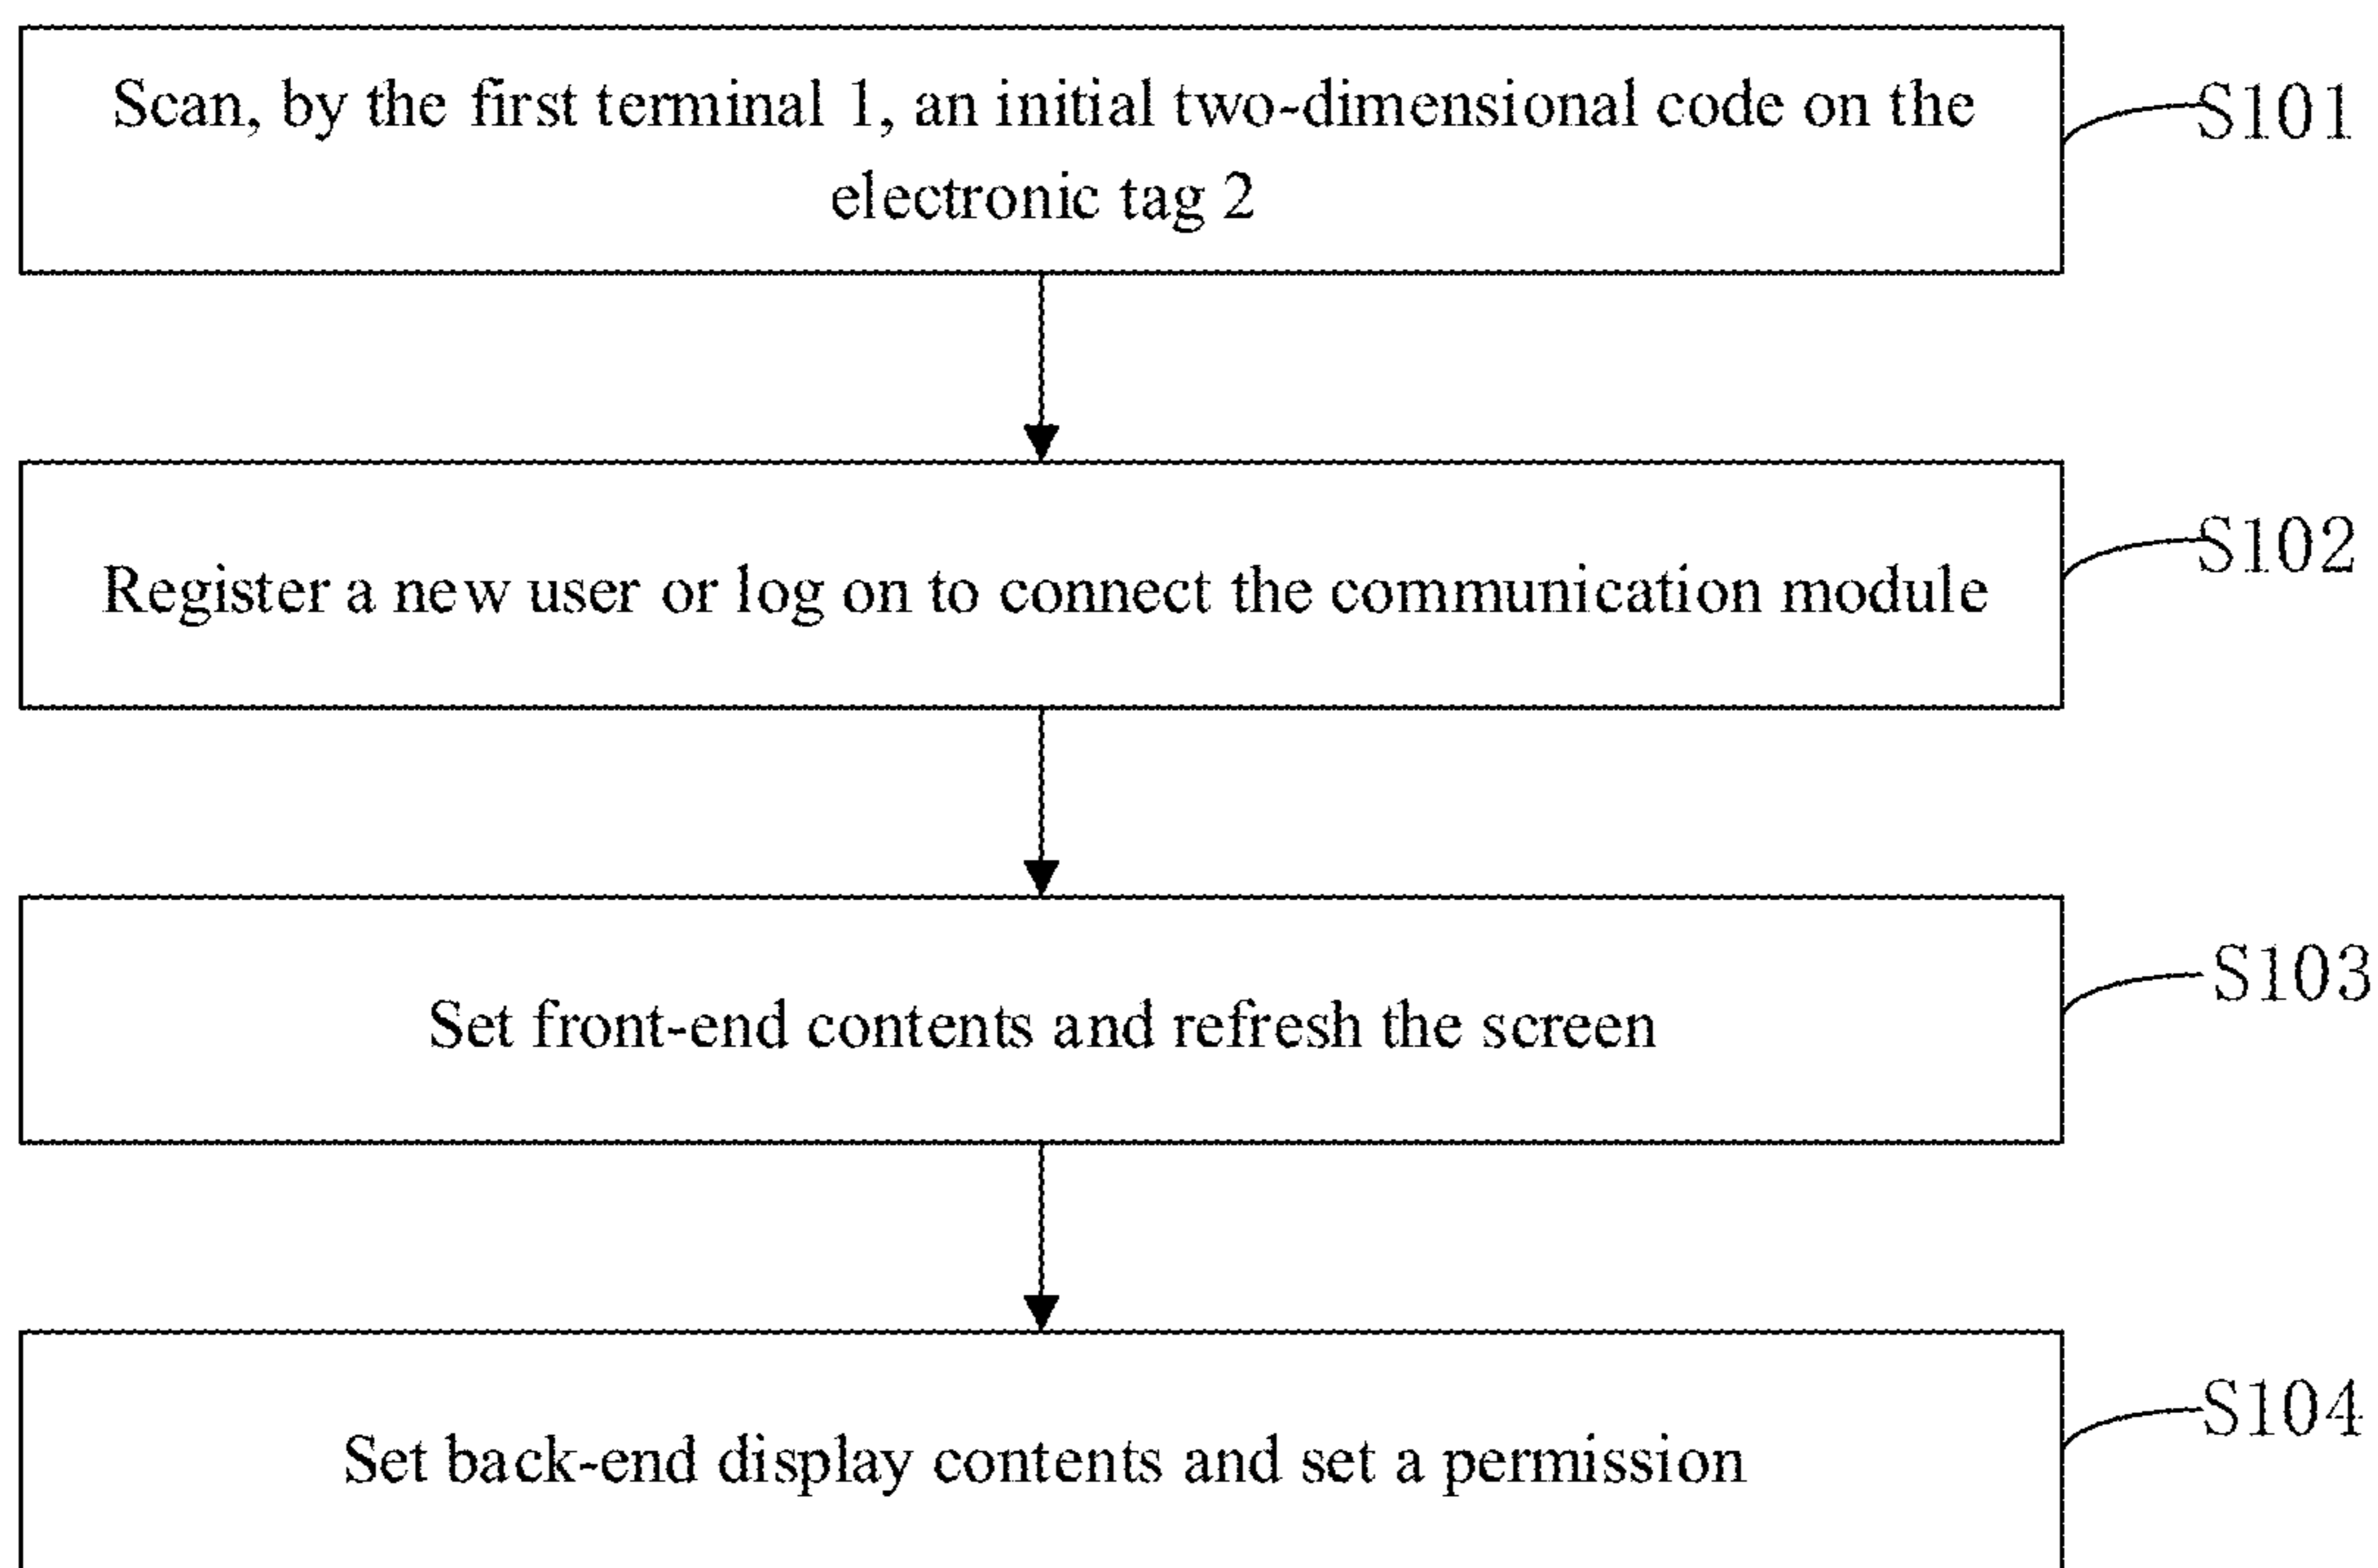 Scan, by the first terminal 1, an initial two-dimensional code on the
electronic tag 2
S101
Register a new user or log on to connect the communication module
S102
Set front-end contents and refresh the screen
S103
Set back-end display contents and set a permission
S104